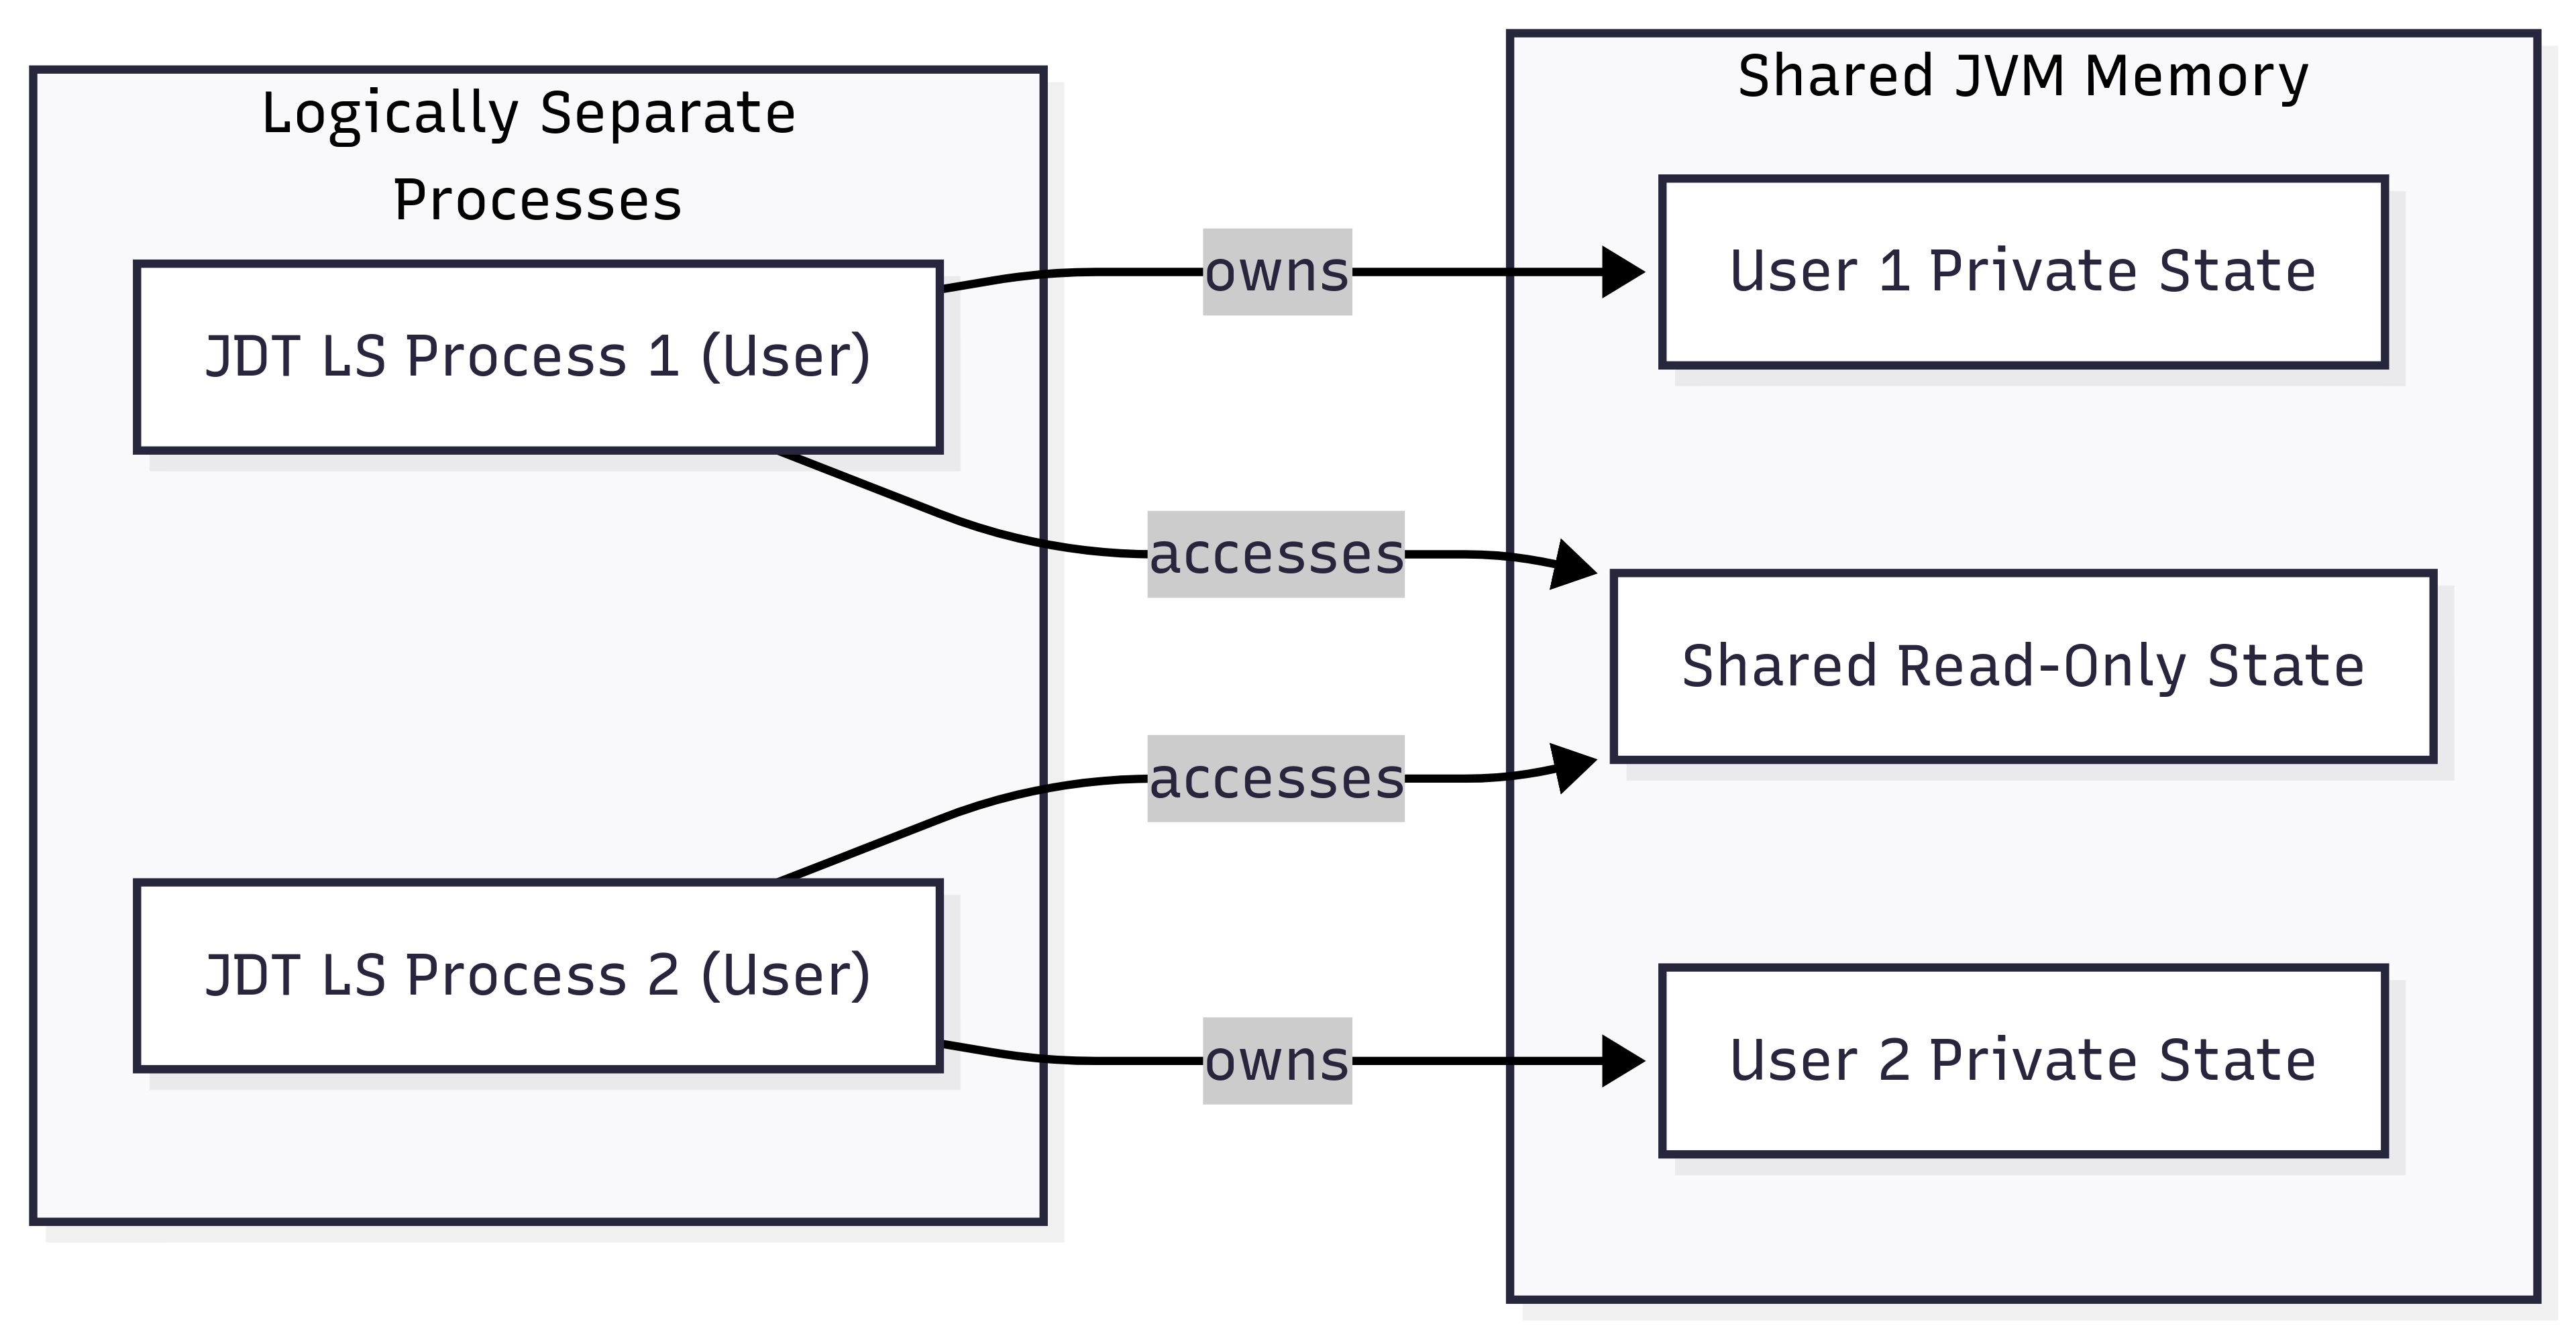 Logically Separate
Processes
JDT LS Process 1 (User)
JDT LS Process 2 (User)
owns
accesses
accesses
owns
Shared JVM Memory
User 1 Private State
Shared Read-Only State
User 2 Private State